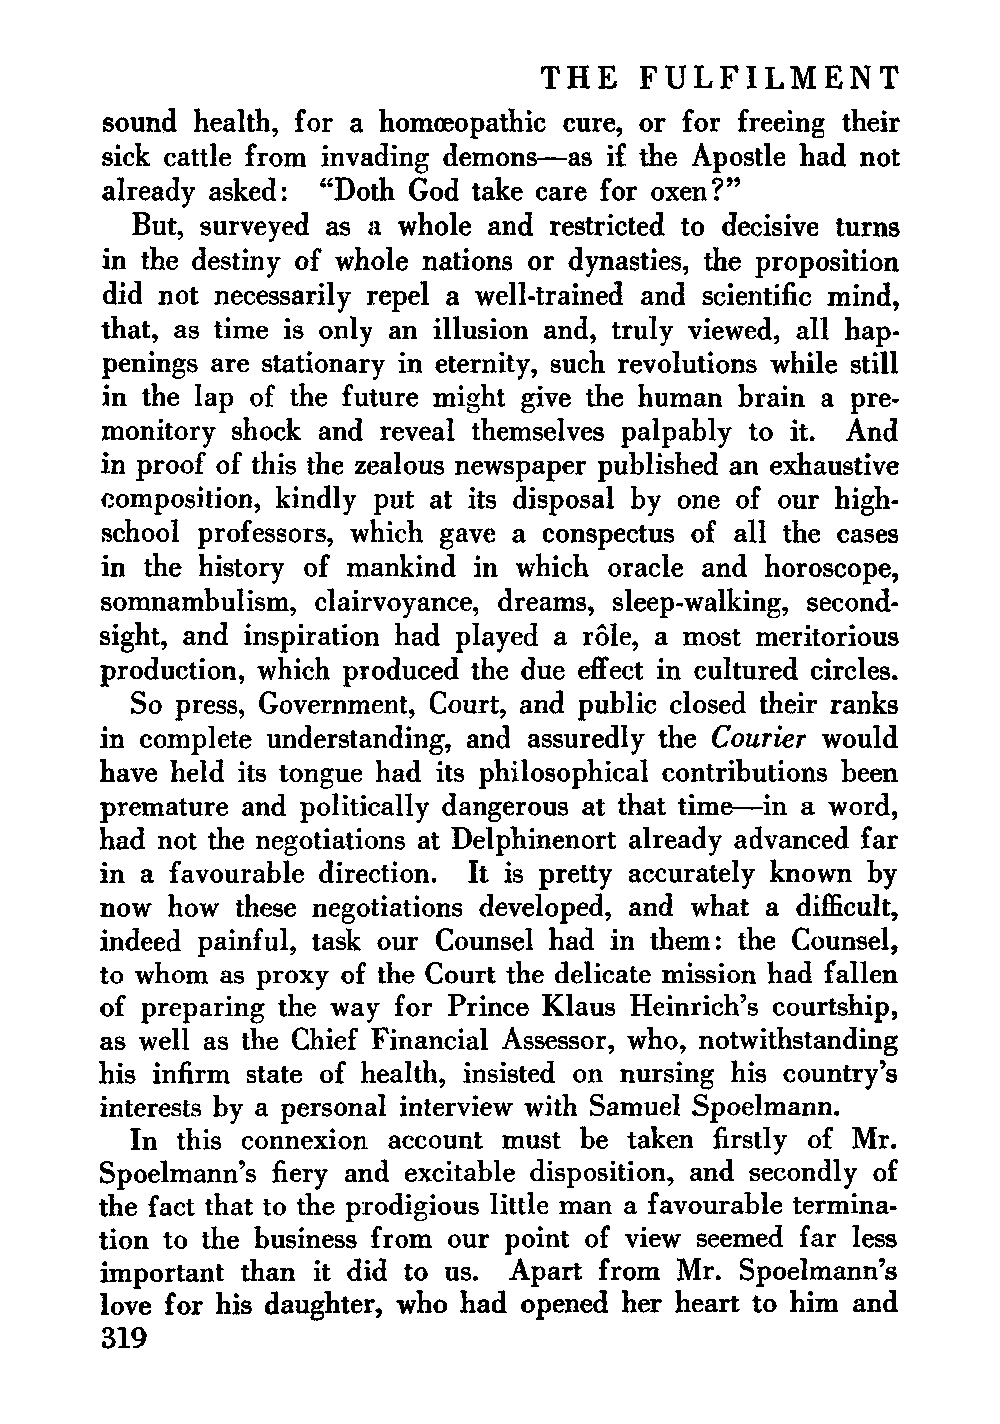 THE FULFILMENT
sound health, for a homœopathic cure, or for freeing their
sick cattle from invading demons—as if the Apostle had not
already asked: “Doth God take care for oxen?”
But, surveyed as a whole and restricted to decisive turns
in the destiny of whole nations or dynasties, the proposition
did not necessarily repel a well-trained and scientific mind,
that, as time is only an illusion and, truly viewed, all hap-
penings are stationary in eternity, such revolutions while still
in the lap of the future might give the human brain a pre-
monitory shock and reveal themselves palpably to it. And
in proof of this the zealous newspaper published an exhaustive
composition, kindly put at its disposal by one of our high-
school professors, which gave a conspectus of all the cases
in the history of mankind in which oracle and horoscope,
somnambulism, clairvoyance, dreams, sleep-walking, second-
sight, and inspiration had played a rôle, a most meritorious
production, which produced the due effect in cultured circles.
So press, Government, Court, and public closed their ranks
in complete understanding, and assuredly the Courier would
have held its tongue had its philosophical contributions been
premature and politically dangerous at that time—in a word,
had not the negotiations at Delphinenort already advanced far
in a favourable direction. It is pretty accurately known by
now how these negotiations developed, and what a difficult,
indeed painful, task our Counsel had in them: the Counsel,
to whom as proxy of the Court the delicate mission had fallen
of preparing the way for Prince Klaus Heinrich’s courtship,
as well as the Chief Financial Assessor, who, notwithstanding
his infirm state of health, insisted on nursing his country’s
interests by a personal interview with Samuel Spoelmann.
In this connexion account must be taken firstly of Mr.
Spoelmann’s fiery and excitable disposition, and secondly of
the fact that to the prodigious little man a favourable termina-
tion to the business from our point of view seemed far less
important than it did to us. Apart from Mr. Spoelmann’s
love for his daughter, who had opened her heart to him and
319